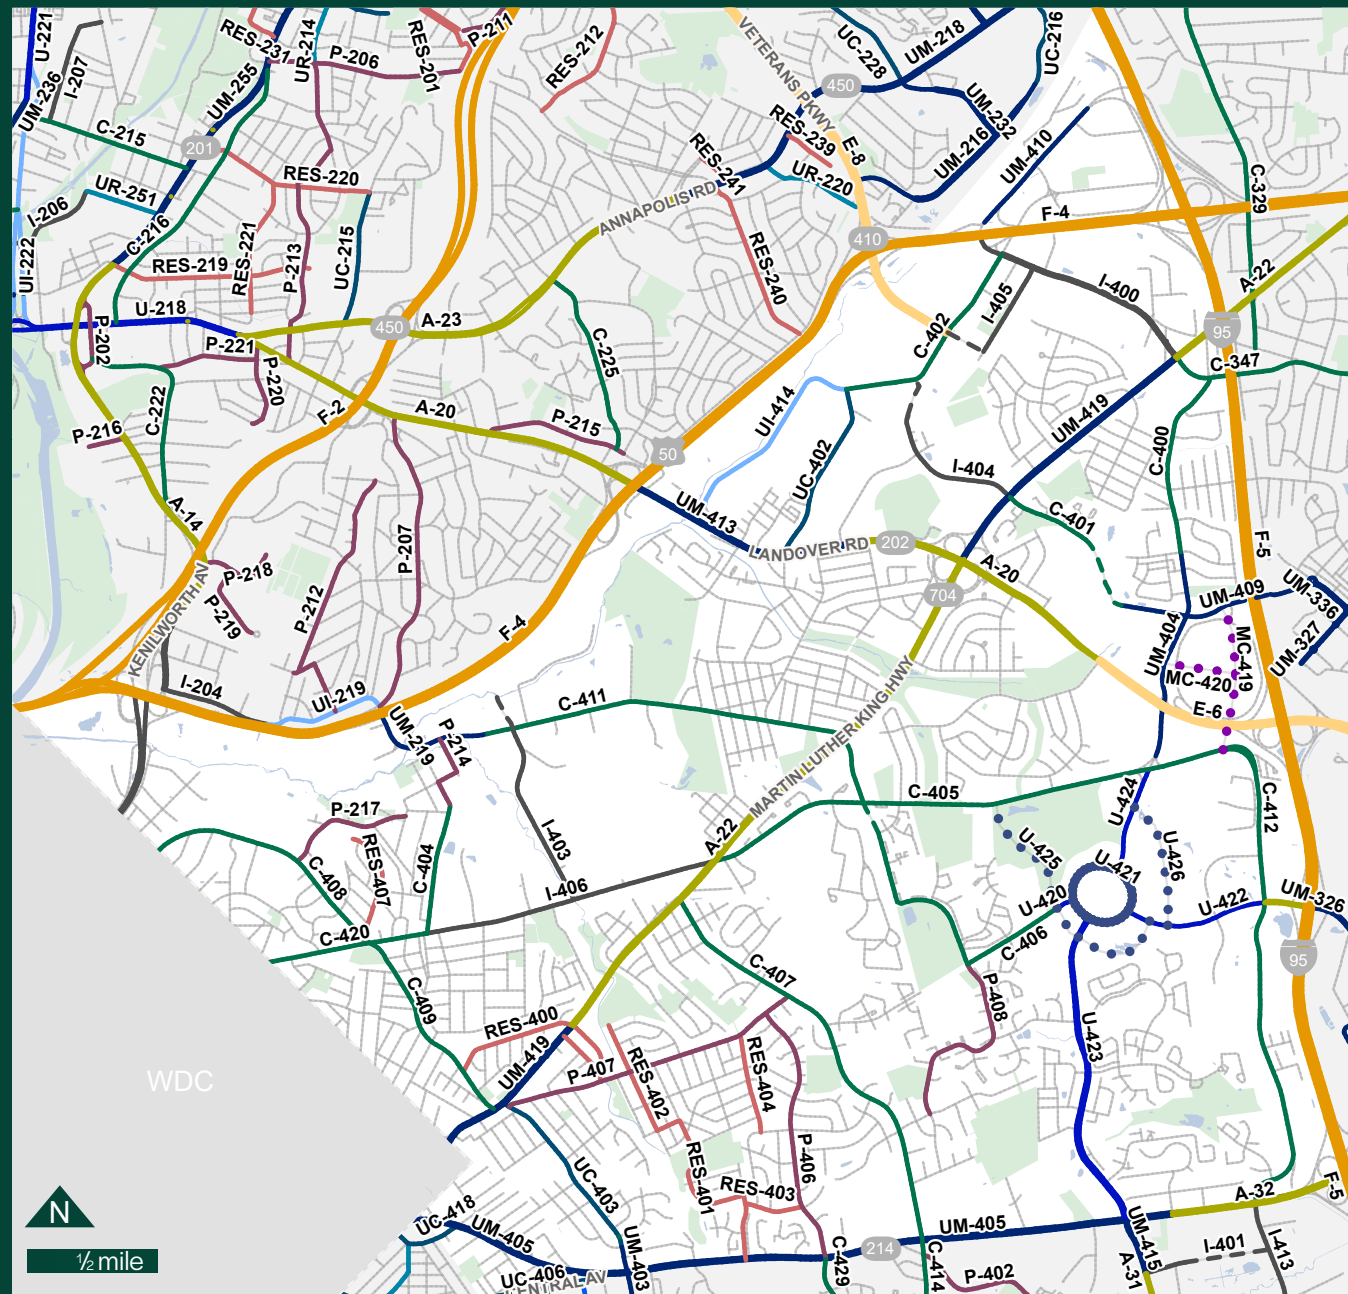 U-221
I-207
UM-236
RES-231
UR-214
P-206
RES-201
P-211
RES-212
VETERANS PKWY
UC-228
UM-218
UC-216
450
UM-255
C-215
201
RES-220
UR-251
I-206
C-216
UI-222
RES-219
RES-221
P-213
UC-215
RES-241
RES-239
E-8
UR-220
UM-232
UM-216
UM-410
C-329
ANNAPOLIS RD
410
F-4
RES-240
I-405
I-400
A-22
U-218
450
A-23
P-221
P-202
P-220
C-222
P-216
F-2
A-20
P-215
C-225
C-402
95
C-347
UI-414
UM-419
50
UC-402
I-404
C-400
C-401
UM-413
LANDOVER RD
202
A-20
704
F-5
A-14
P-207
P-218
P-219
P-212
KENILWORTH AV
F-4
UM-409
UM-336
UM-327
UM-404
MC-419
MC-420
E-6
I-204
UI-219
UM-219
P-214
C-411
MARTIN LUTHER KING HWY
C-405
U-424
C-412
P-217
RES-407
C-408
C-404
I-403
A-22
I-406
U-425
U-421
U-426
U-420
U-422
UM-326
C-420
C-406
95
C-409
C-407
P-408
RES-400
UM-419
P-407
RES-402
RES-404
U-423
WDC
P-406
RES-401
RES-403
UC-403
N
½ mile
UC-418
UM-405
UC-406
CENTRAL AV
UM-403
C-429
214
UM-405
C-414
P-402
UM-415
A-31
A-32
F-5
I-401
I-413